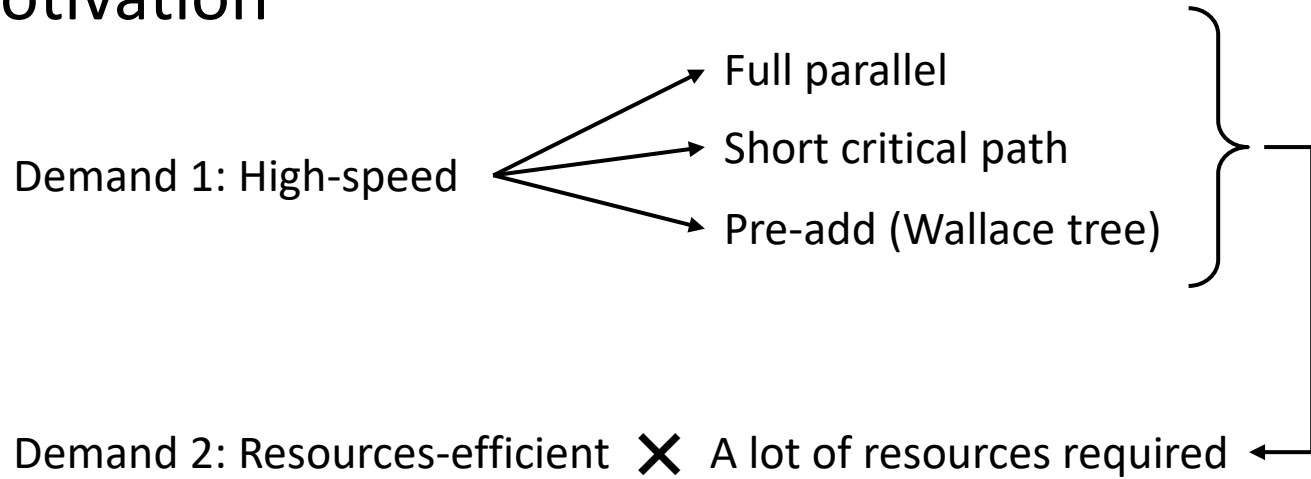 otivation
Full parallel
Short critical path
Demand 1: High-speed
Pre-add (Wallace tree)
Demand 2: Resources-efficient ✕ A lot of resources required